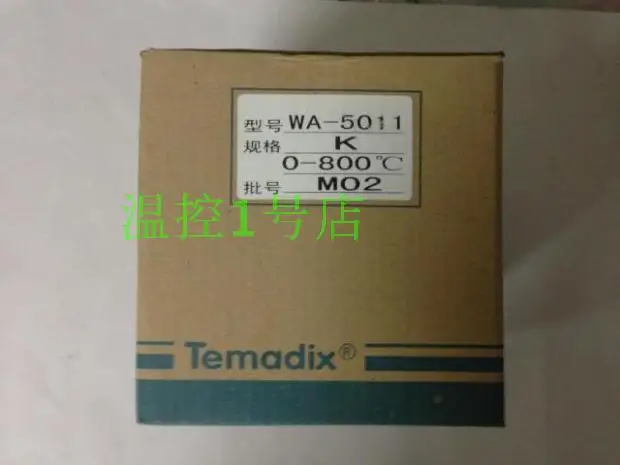 型号 WA-5011
规格 K
0-800℃
批号 M02
温控1号店
Temadix®